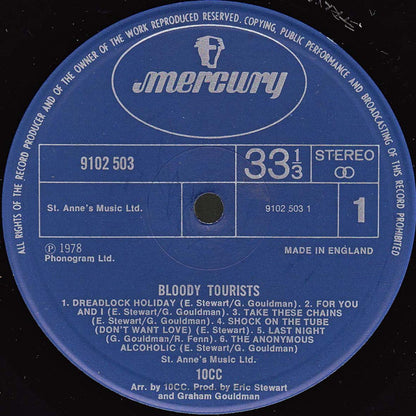 ALL RIGHTS OF THE RECORD PRODUCER AND OF THE OWNER OF THE WORK REPRODUCED RESERVED. COPYING, PUBLIC PERFORMANCE AND BROADCASTING OF THIS RECORD PROHIBITED
mercury
9102 503
33 1/3
STEREO
St. Anne's Music Ltd.
9102 503 1
1
Ⓟ 1978
Phonogram Ltd.
MADE IN ENGLAND
BLOODY TOURISTS
1. DREADLOCK HOLIDAY (E. Stewart/G. Gouldman). 2. FOR YOU
AND I (E. Stewart/G. Gouldman). 3. TAKE THESE CHAINS
(E. Stewart/G. Gouldman). 4. SHOCK ON THE TUBE
(DON'T WANT LOVE) (E. Stewart). 5. LAST NIGHT
(G. Gouldman/R. Fenn). 6. THE ANONYMOUS
ALCOHOLIC (E. Stewart/G. Gouldman).
St. Anne's Music Ltd.
10CC
Arr. by 10CC. Prod. by Eric Stewart
and Graham Gouldman